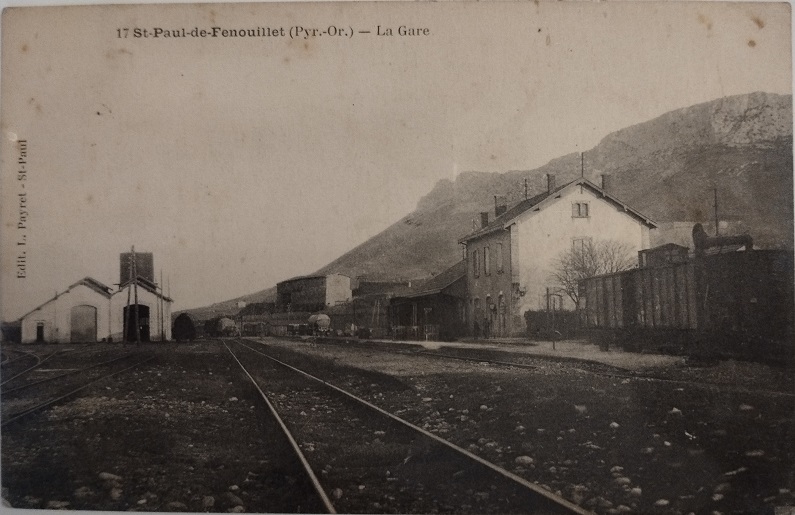 17 St-Paul-de-Fenouillet (Pyr.-Or.) — La Gare
Edit. L. Payret - St-Paul